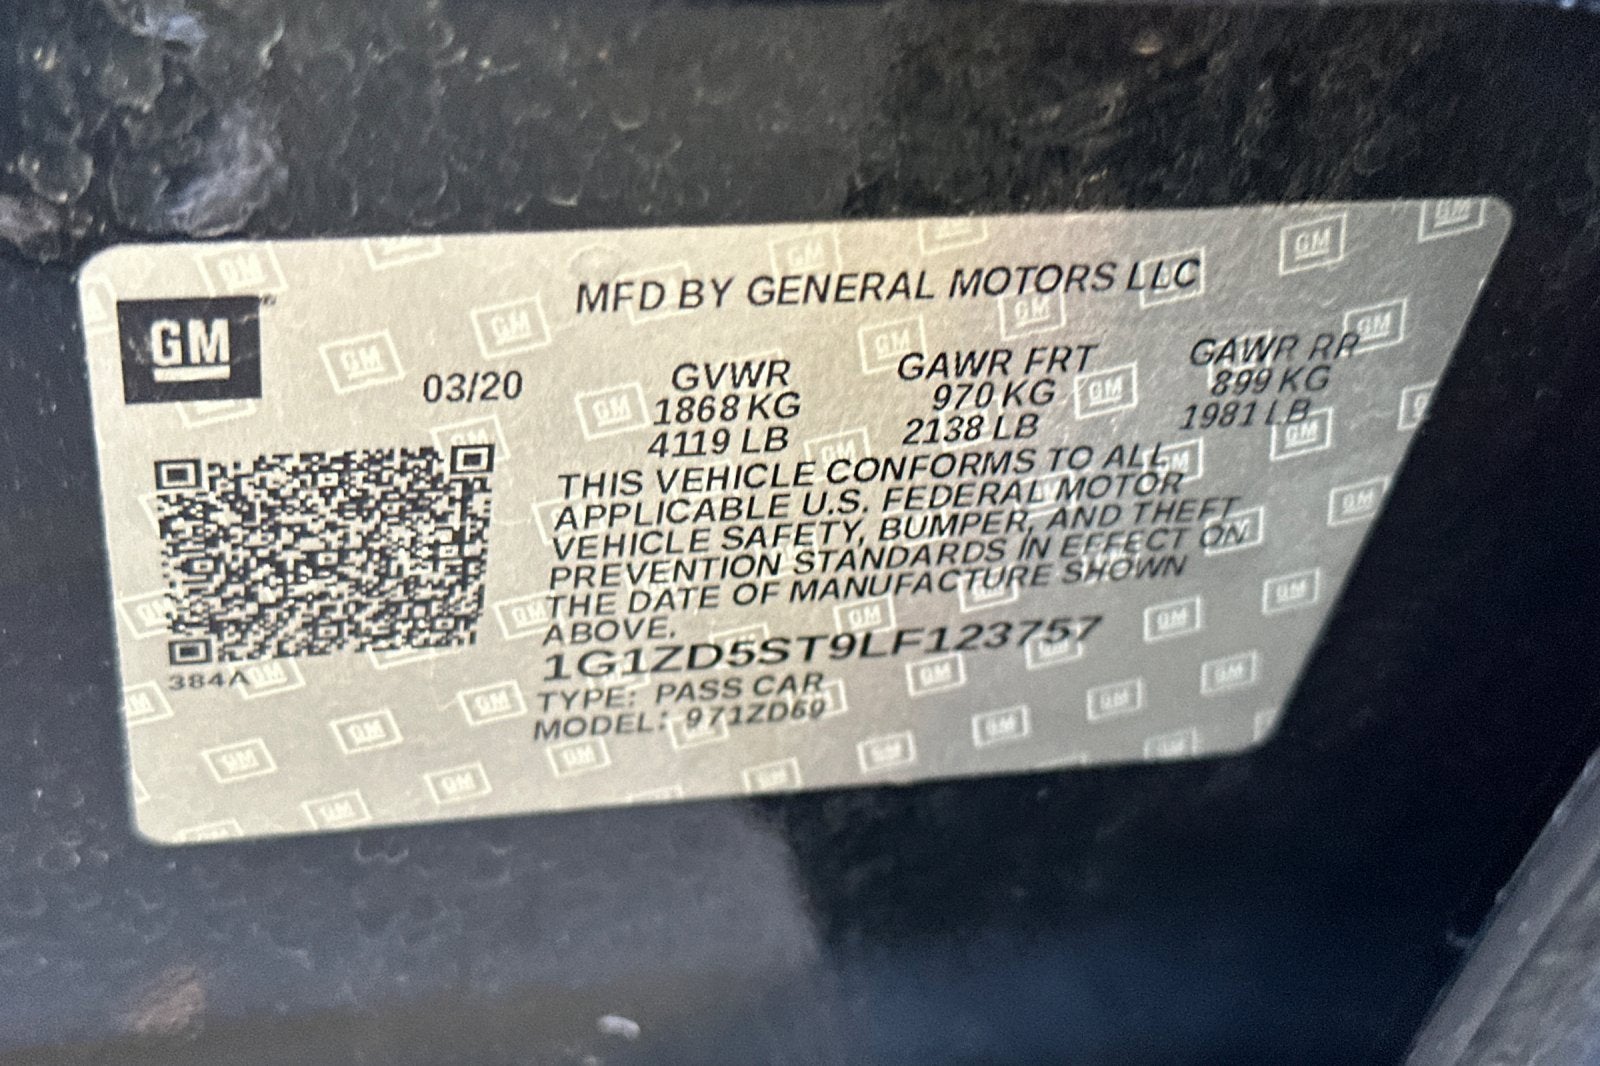 MFD BY GENERAL MOTORS LLC
GM
03/20
GVWR GAWR FRT GAWR RR
1868 KG 970 KG 899 KG
4119 LB 2138 LB 1981 LB
THIS VEHICLE CONFORMS TO ALL
APPLICABLE U.S. FEDERAL MOTOR
VEHICLE SAFETY, BUMPER, AND THEFT
PREVENTION STANDARDS IN EFFECT ON
THE DATE OF MANUFACTURE SHOWN
ABOVE.
1G1ZD5ST9LF123757
384A
TYPE: PASS CAR
MODEL: 971ZD69